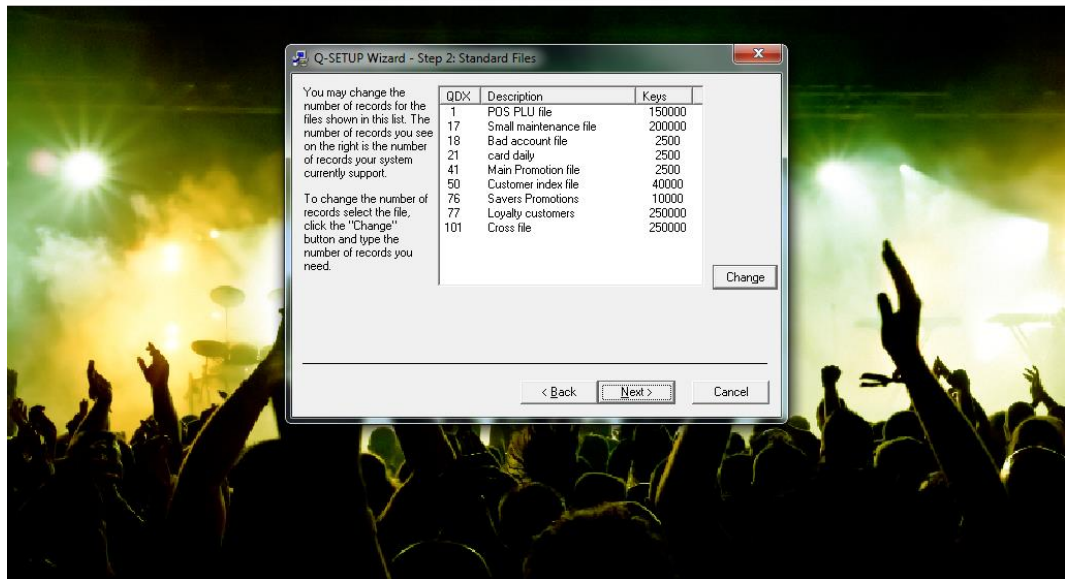 Q-SETUP Wizard - Step 2: Standard Files
You may change the
number of records for the
files shown in this list. The
number of records you see
on the right is the number
of records your system
currently support.
To change the number of
records select the file,
click the "Change"
button and type the
number of records you
need.
QDX Description Keys
1 POS PLU file 150000
17 Small maintenance file 200000
18 Bad account file 2500
21 card daily 2500
41 Main Promotion file 2500
50 Customer index file 40000
76 Savers Promotions 10000
77 Loyalty customers 250000
101 Cross file 250000
Change
< Back Next > Cancel